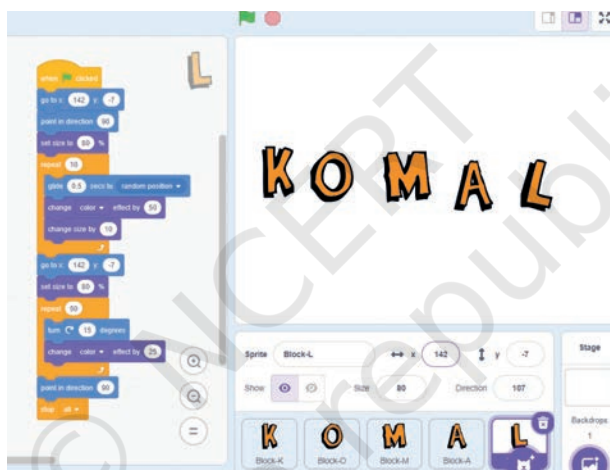 when clicked
go to x: 142 y: -7
point in direction 90
set size to 80 %
repeat 10
glide 0.5 secs to random position
change color effect by 50
change size by 10
go to x: 142 y: -7
set size to 80 %
repeat 50
turn 15 degrees
change color effect by 25
point in direction 90
stop all
L
K O M A L
Sprite Block-L x 142 y -7
Show Size 80 Direction 107
K O M A L
Block-K Block-O Block-M Block-A Block-L
Stage
Backdrops
1
© NCERT
republi